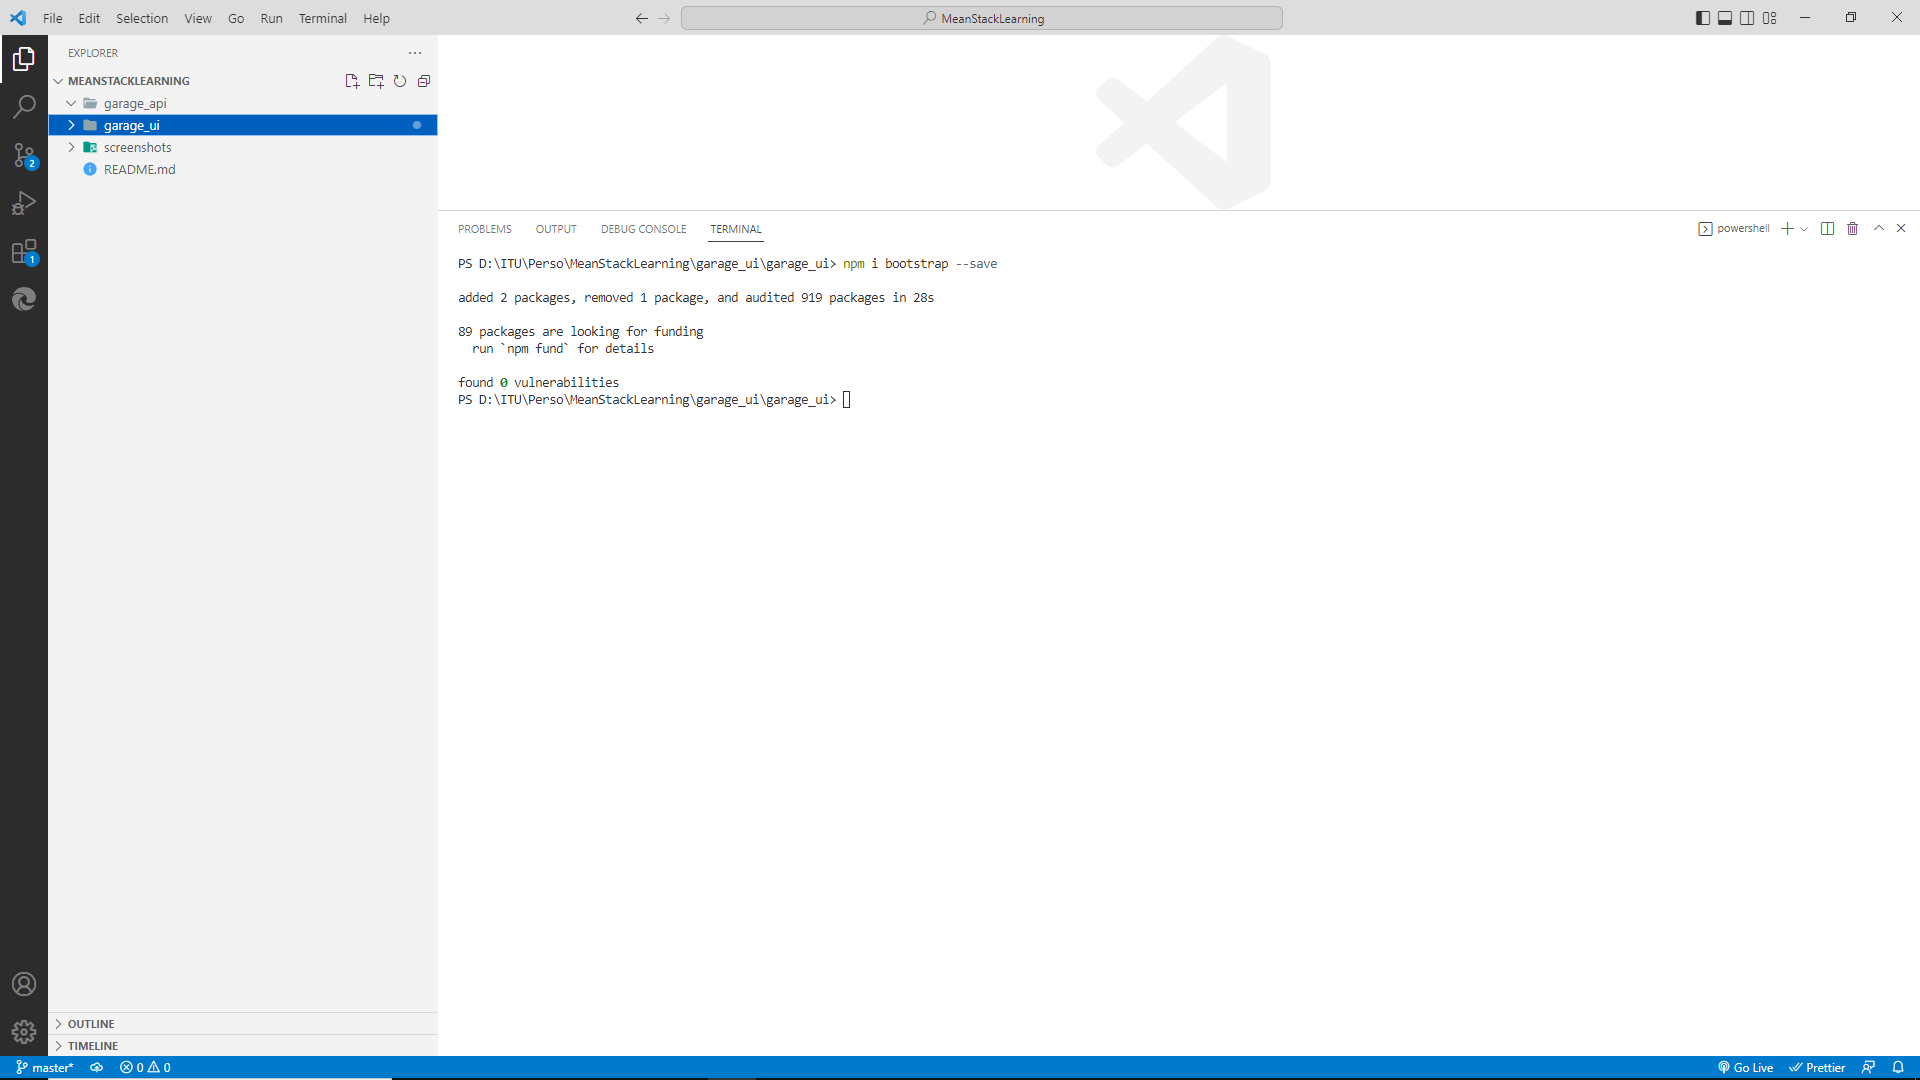 File Edit Selection View Go Run Terminal Help
MeanStackLearning
EXPLORER
MEANSTACKLEARNING
garage_api
garage_ui
screenshots
README.md
2
1
PROBLEMS OUTPUT DEBUG CONSOLE TERMINAL
powershell
PS D:\ITU\Perso\MeanStackLearning\garage_ui\garage_ui> npm i bootstrap --save
added 2 packages, removed 1 package, and audited 919 packages in 28s
89 packages are looking for funding
run `npm fund` for details
found 0 vulnerabilities
PS D:\ITU\Perso\MeanStackLearning\garage_ui\garage_ui>
OUTLINE
TIMELINE
master* 0 0 Go Live Prettier